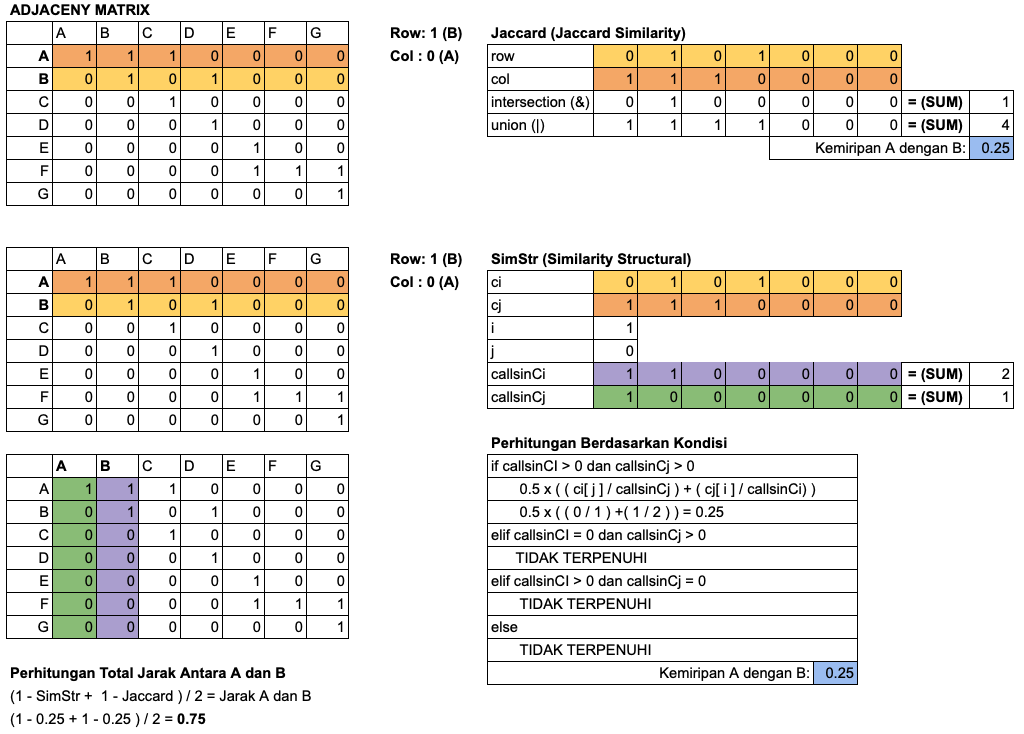 ADJACENY MATRIX
A B C D E F G
A 1 1 1 0 0 0 0
B 0 1 0 1 0 0 0
C 0 0 1 0 0 0 0
D 0 0 0 1 0 0 0
E 0 0 0 0 1 0 0
F 0 0 0 0 1 1 1
G 0 0 0 0 0 0 1
Row: 1 (B)
Col : 0 (A)
Jaccard (Jaccard Similarity)
row 0 1 0 1 0 0 0
col 1 1 1 0 0 0 0
intersection (&) 0 1 0 0 0 0 0 = (SUM) 1
union (|) 1 1 1 1 0 0 0 = (SUM) 4
Kemiripan A dengan B: 0.25
A B C D E F G
A 1 1 1 0 0 0 0
B 0 1 0 1 0 0 0
C 0 0 1 0 0 0 0
D 0 0 0 1 0 0 0
E 0 0 0 0 1 0 0
F 0 0 0 0 1 1 1
G 0 0 0 0 0 0 1
Row: 1 (B)
Col : 0 (A)
SimStr (Similarity Structural)
ci 0 1 0 1 0 0 0
cj 1 1 1 0 0 0 0
i 1
j 0
callsinCi 1 1 0 0 0 0 0 = (SUM) 2
callsinCj 1 0 0 0 0 0 0 = (SUM) 1
A B C D E F G
A 1 1 1 0 0 0 0
B 0 1 0 1 0 0 0
C 0 0 1 0 0 0 0
D 0 0 0 1 0 0 0
E 0 0 0 0 1 0 0
F 0 0 0 0 1 1 1
G 0 0 0 0 0 0 1
Perhitungan Berdasarkan Kondisi
if callsinCI > 0 dan callsinCj > 0
0.5 x ( ( ci[ j ] / callsinCj ) + ( cj[ i ] / callsinCi) )
0.5 x ( ( 0 / 1 ) +( 1 / 2 ) ) = 0.25
elif callsinCI = 0 dan callsinCj > 0
TIDAK TERPENUHI
elif callsinCI > 0 dan callsinCj = 0
TIDAK TERPENUHI
else
TIDAK TERPENUHI
Kemiripan A dengan B: 0.25
Perhitungan Total Jarak Antara A dan B
(1 - SimStr + 1 - Jaccard ) / 2 = Jarak A dan B
(1 - 0.25 + 1 - 0.25 ) / 2 = 0.75